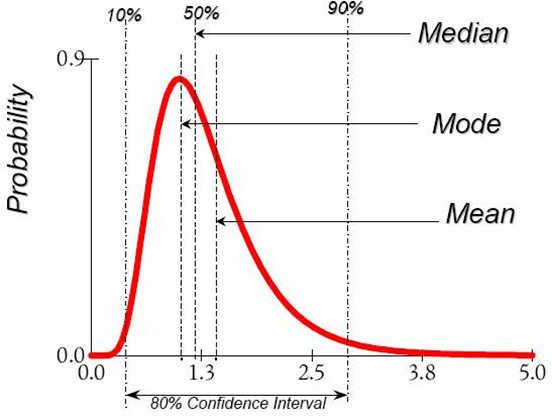 10%
50%
90%
Median
0.9
Probability
Mode
Mean
0.0
0.0
1.3
2.5
3.8
5.0
80% Confidence Interval